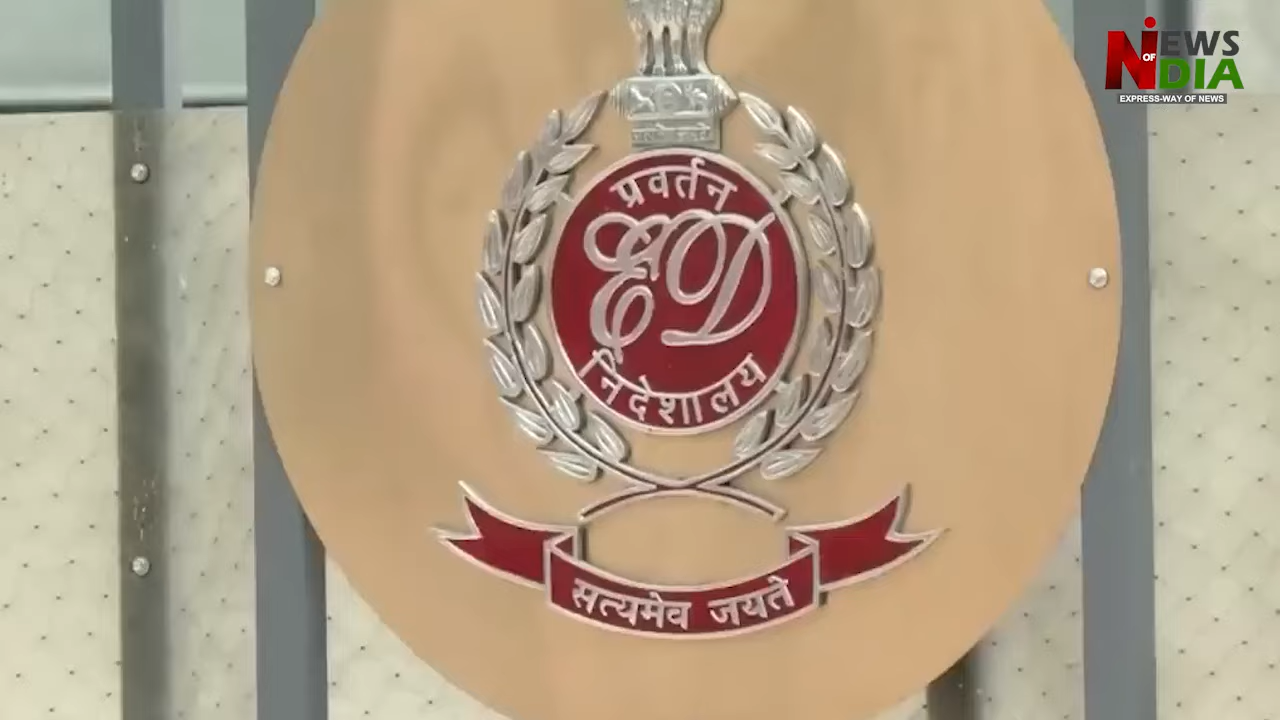 NEWS
OF
INDIA
EXPRESS-WAY OF NEWS
प्रवर्तन
ED
निदेशालय
सत्यमेव जयते